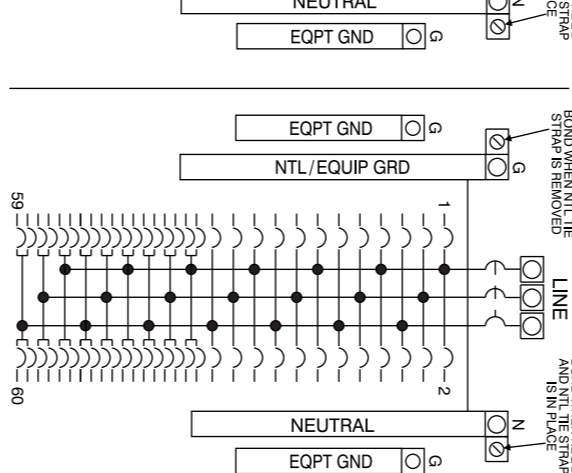 NEUTRAL
N
STRAP
EQPT GND
G
EQPT GND
G
BOND WHEN NTL TIE
STRAP IS REMOVED
NTL/EQUIP GRD
G
59
1
LINE
60
2
AND NTL TIE STRAP
IS IN PLACE
NEUTRAL
N
EQPT GND
G